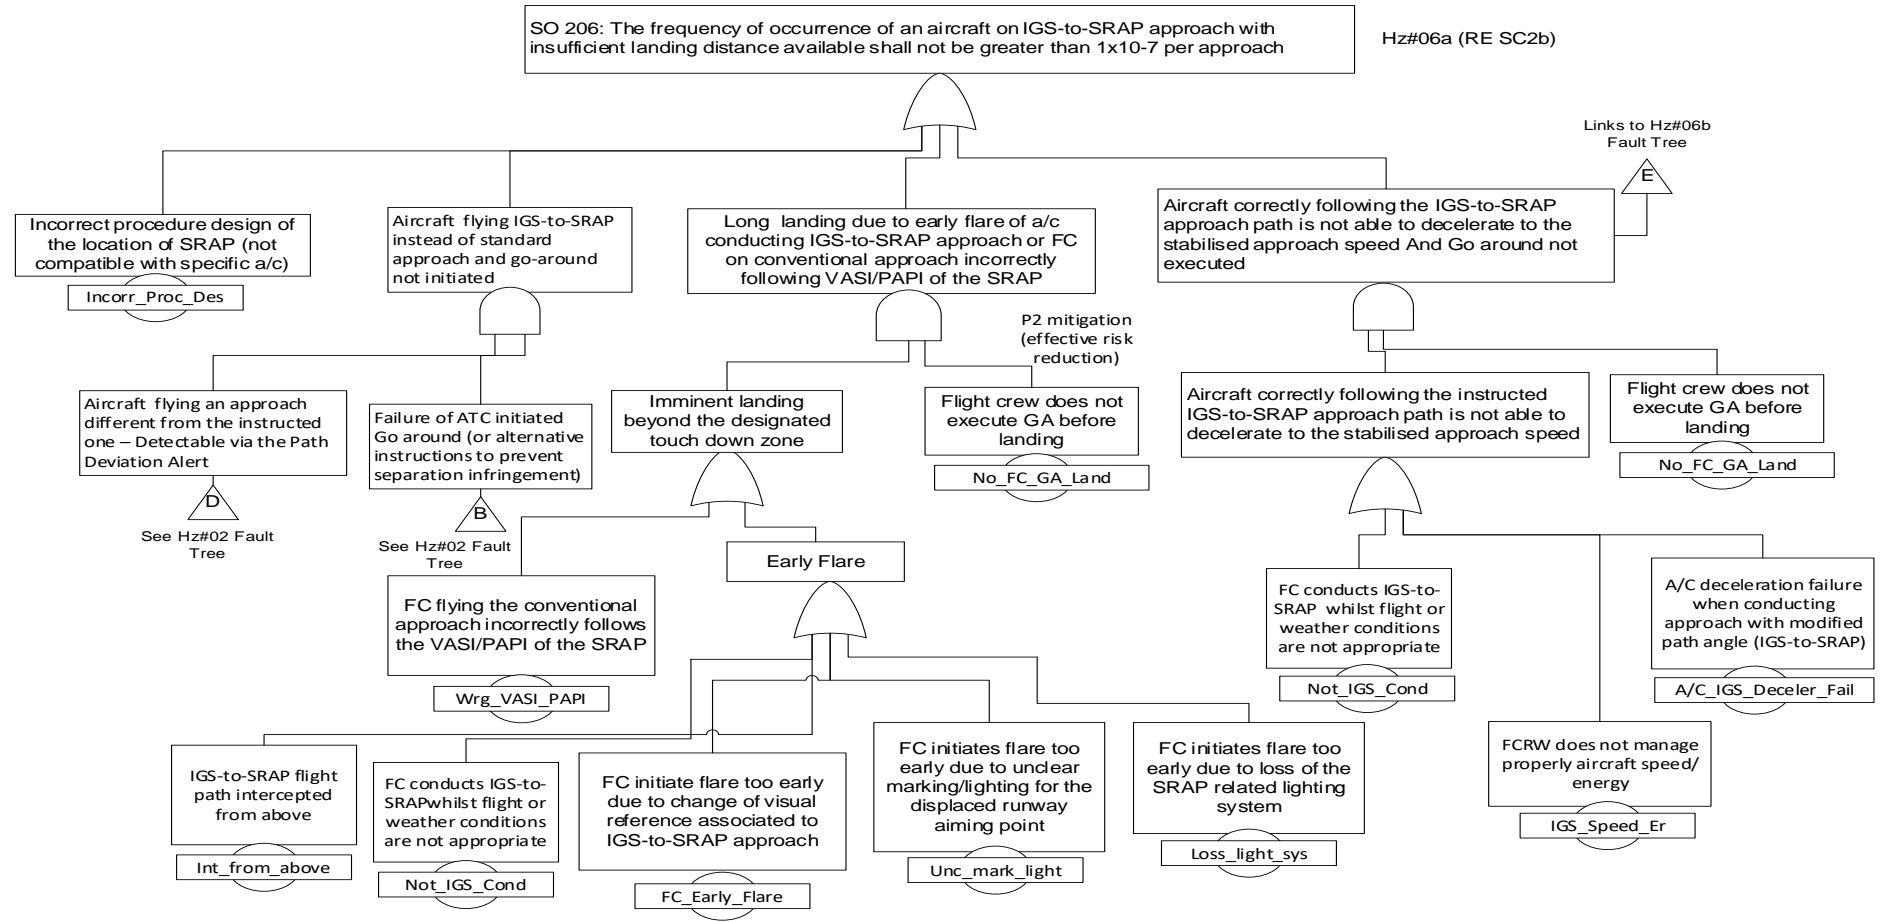 SO 206: The frequency of occurrence of an aircraft on IGS-to-SRAP approach with
insufficient landing distance available shall not be greater than 1x10-7 per approach
Hz#06a (RE SC2b)
Links to Hz#06b
Fault Tree
E
Incorrect procedure design of
the location of SRAP (not
compatible with specific a/c)
Incorr_Proc_Des
Aircraft flying IGS-to-SRAP
instead of standard
approach and go-around
not initiated
Long landing due to early flare of a/c
conducting IGS-to-SRAP approach or FC
on conventional approach incorrectly
following VASI/PAPI of the SRAP
Aircraft correctly following the IGS-to-SRAP
approach path is not able to decelerate to the
stabilised approach speed And Go around not
executed
P2 mitigation
(effective risk
reduction)
Aircraft flying an approach
different from the instructed
one – Detectable via the Path
Deviation Alert
D
See Hz#02 Fault
Tree
Failure of ATC initiated
Go around (or alternative
instructions to prevent
separation infringement)
B
See Hz#02 Fault
Tree
Imminent landing
beyond the designated
touch down zone
Flight crew does not
execute GA before
landing
No_FC_GA_Land
Aircraft correctly following the instructed
IGS-to-SRAP approach path is not able to
decelerate to the stabilised approach speed
Flight crew does not
execute GA before
landing
No_FC_GA_Land
Early Flare
FC flying the conventional
approach incorrectly follows
the VASI/PAPI of the SRAP
Wrg_VASI_PAPI
FC conducts IGS-to-
SRAP whilst flight or
weather conditions
are not appropriate
Not_IGS_Cond
A/C deceleration failure
when conducting
approach with modified
path angle (IGS-to-SRAP)
A/C_IGS_Deceler_Fail
IGS-to-SRAP flight
path intercepted
from above
Int_from_above
FC conducts IGS-to-
SRAPwhilst flight or
weather conditions
are not appropriate
Not_IGS_Cond
FC initiate flare too early
due to change of visual
reference associated to
IGS-to-SRAP approach
FC_Early_Flare
FC initiates flare too
early due to unclear
marking/lighting for the
displaced runway
aiming point
Unc_mark_light
FC initiates flare too
early due to loss of the
SRAP related lighting
system
Loss_light_sys
FCRW does not manage
properly aircraft speed/
energy
IGS_Speed_Er